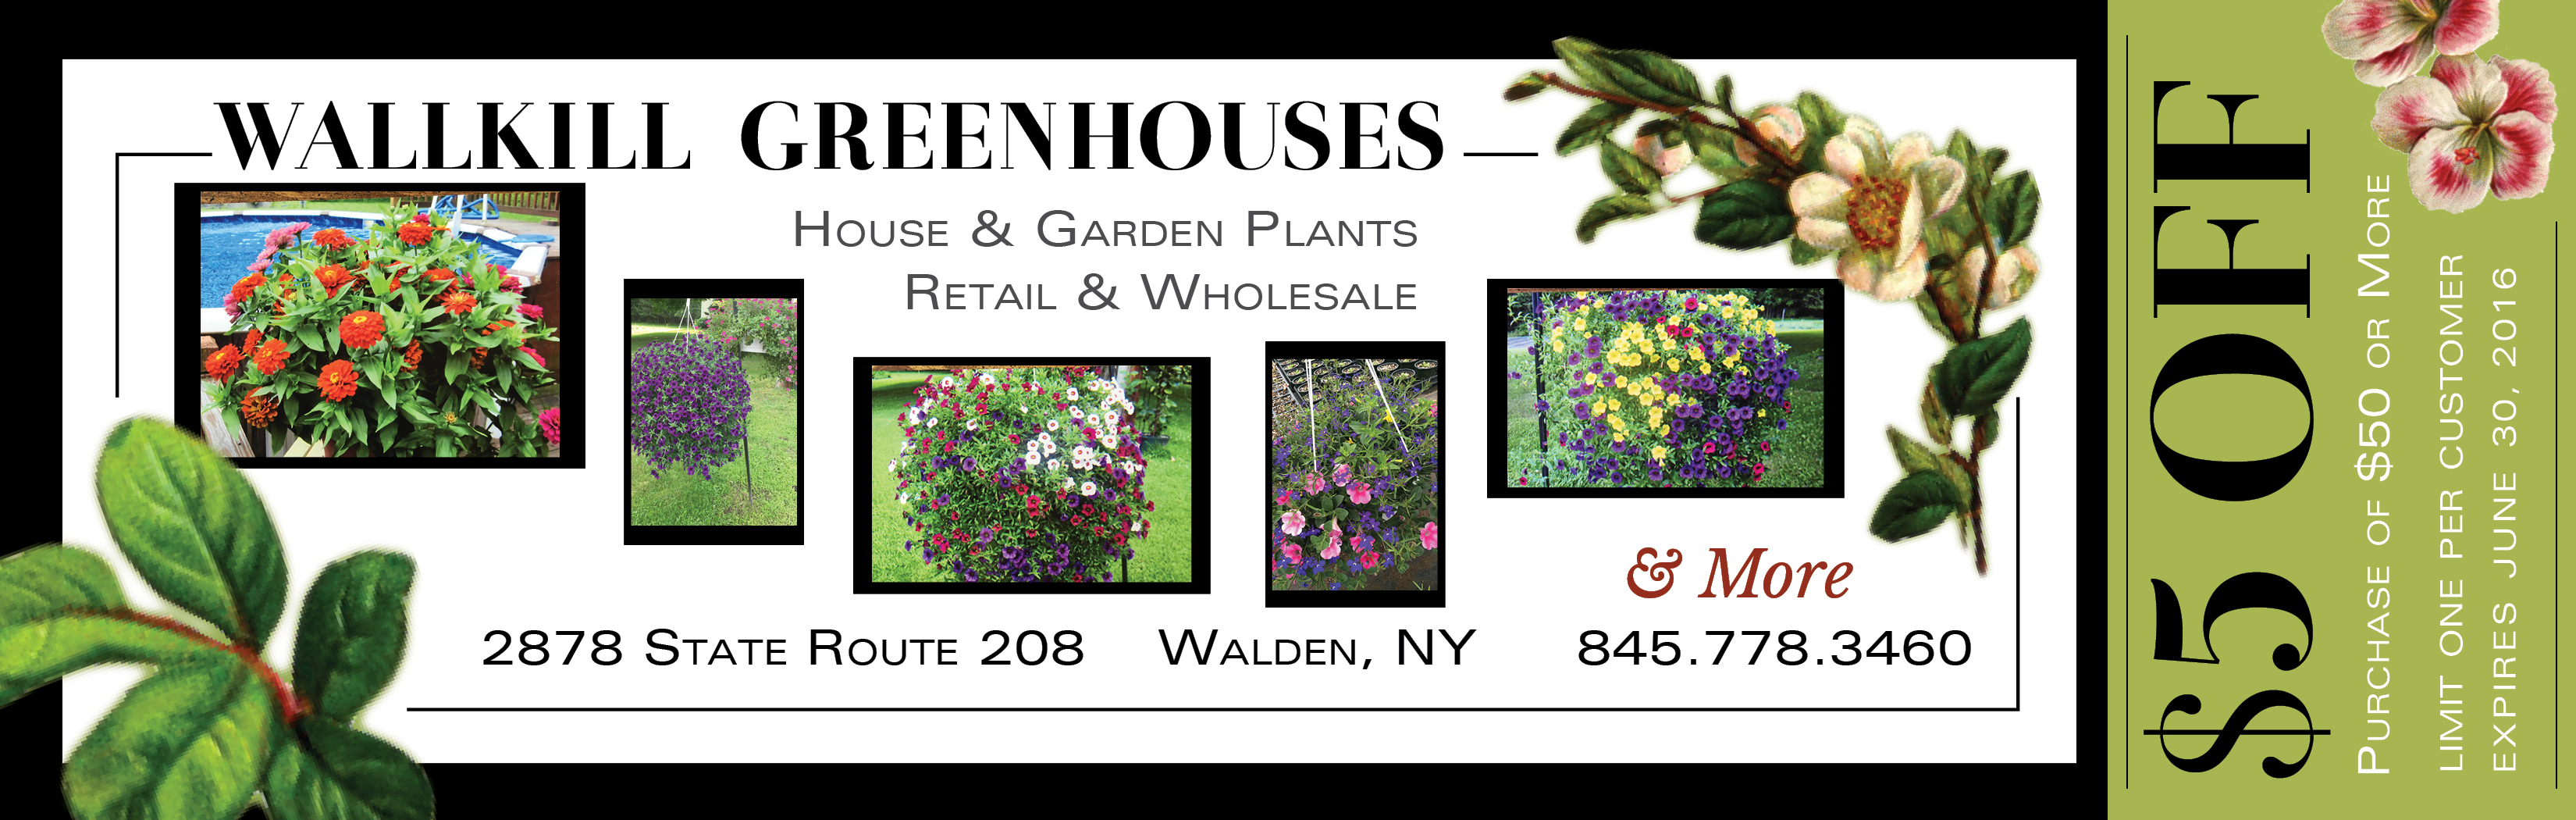 WALLKILL GREENHOUSES
House & Garden Plants
Retail & Wholesale
& More
2878 State Route 208 Walden, NY 845.778.3460
$5 OFF
Purchase of $50 or More
LIMIT ONE PER CUSTOMER
EXPIRES JUNE 30, 2016